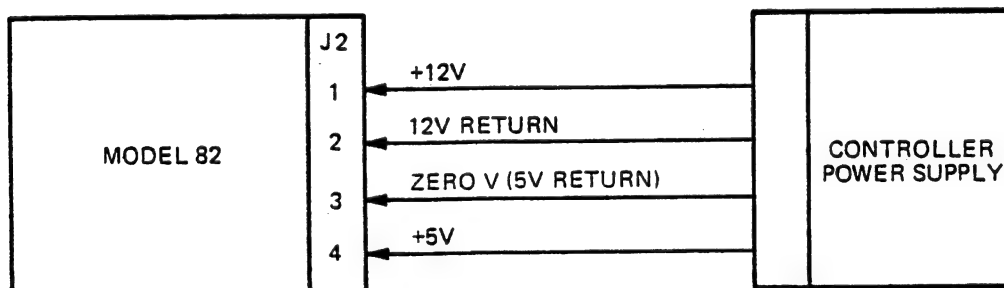 J2
1
+12V
2
12V RETURN
MODEL 82
CONTROLLER
POWER SUPPLY
3
ZERO V (5V RETURN)
4
+5V